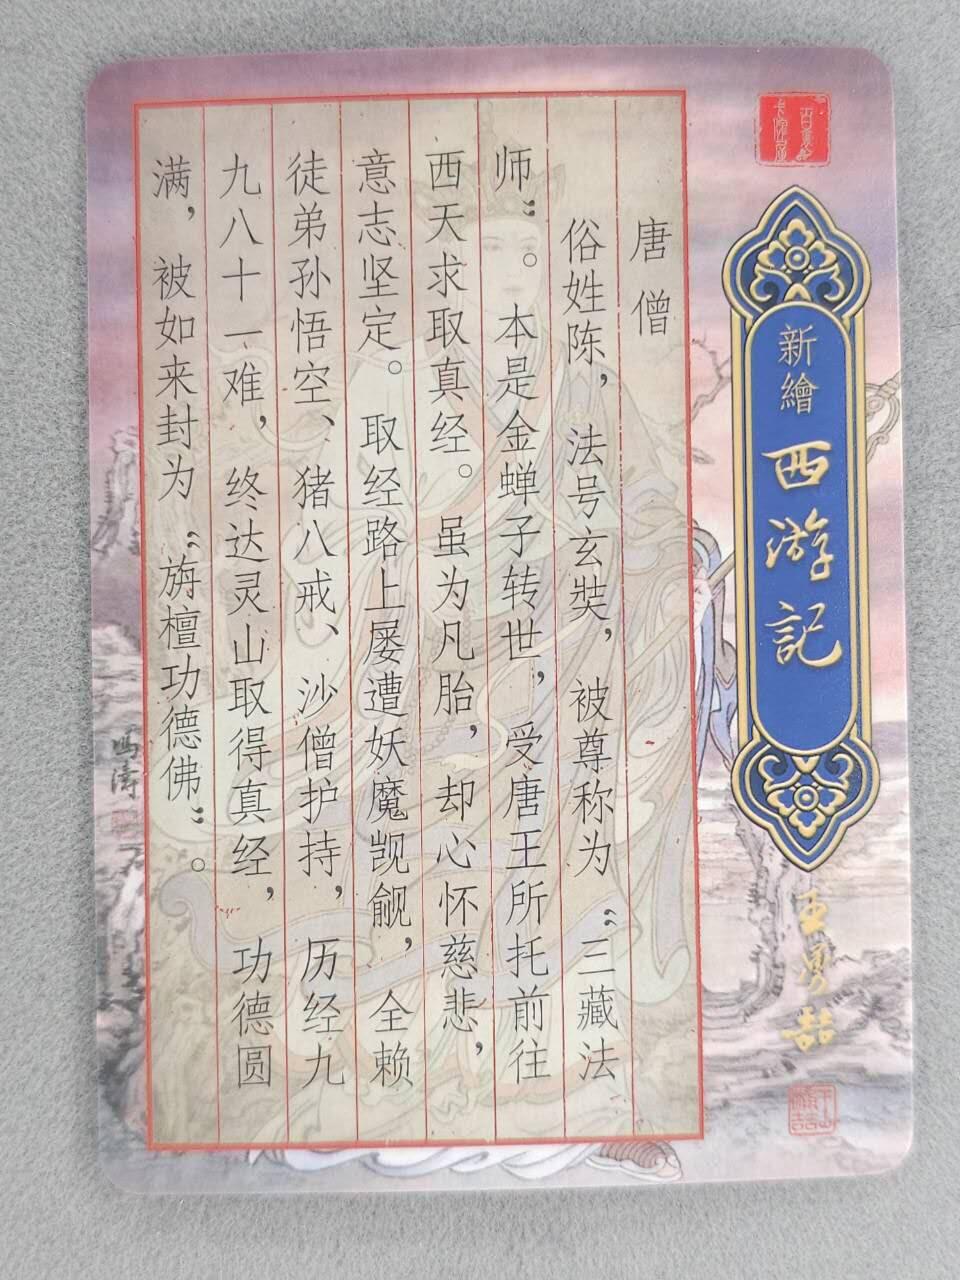 新繪
西游記
唐僧
俗姓陈，法号玄奘，被尊称为“三藏法
师”。本是金蝉子转世，受唐王所托前往
西天求取真经。虽为凡胎，却心怀慈悲，
意志坚定。取经路上屡遭妖魔觊觎，全赖
徒弟孙悟空、猪八戒、沙僧护持，历经九
九八十一难，终达灵山取得真经，功德圆
满，被如来封为“旃檀功德佛”。